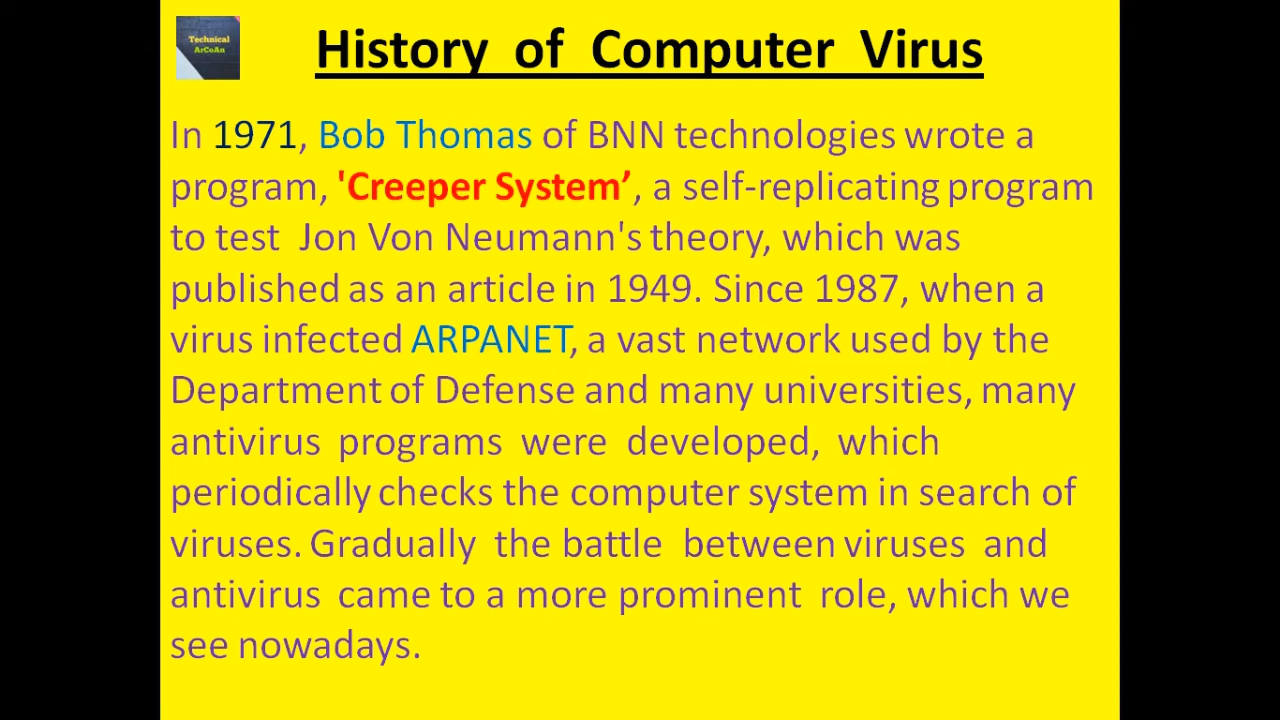 Technical
ArCoAn
History of Computer Virus
In 1971, Bob Thomas of BNN technologies wrote a
program, 'Creeper System’, a self-replicating program
to test Jon Von Neumann's theory, which was
published as an article in 1949. Since 1987, when a
virus infected ARPANET, a vast network used by the
Department of Defense and many universities, many
antivirus programs were developed, which
periodically checks the computer system in search of
viruses. Gradually the battle between viruses and
antivirus came to a more prominent role, which we
see nowadays.